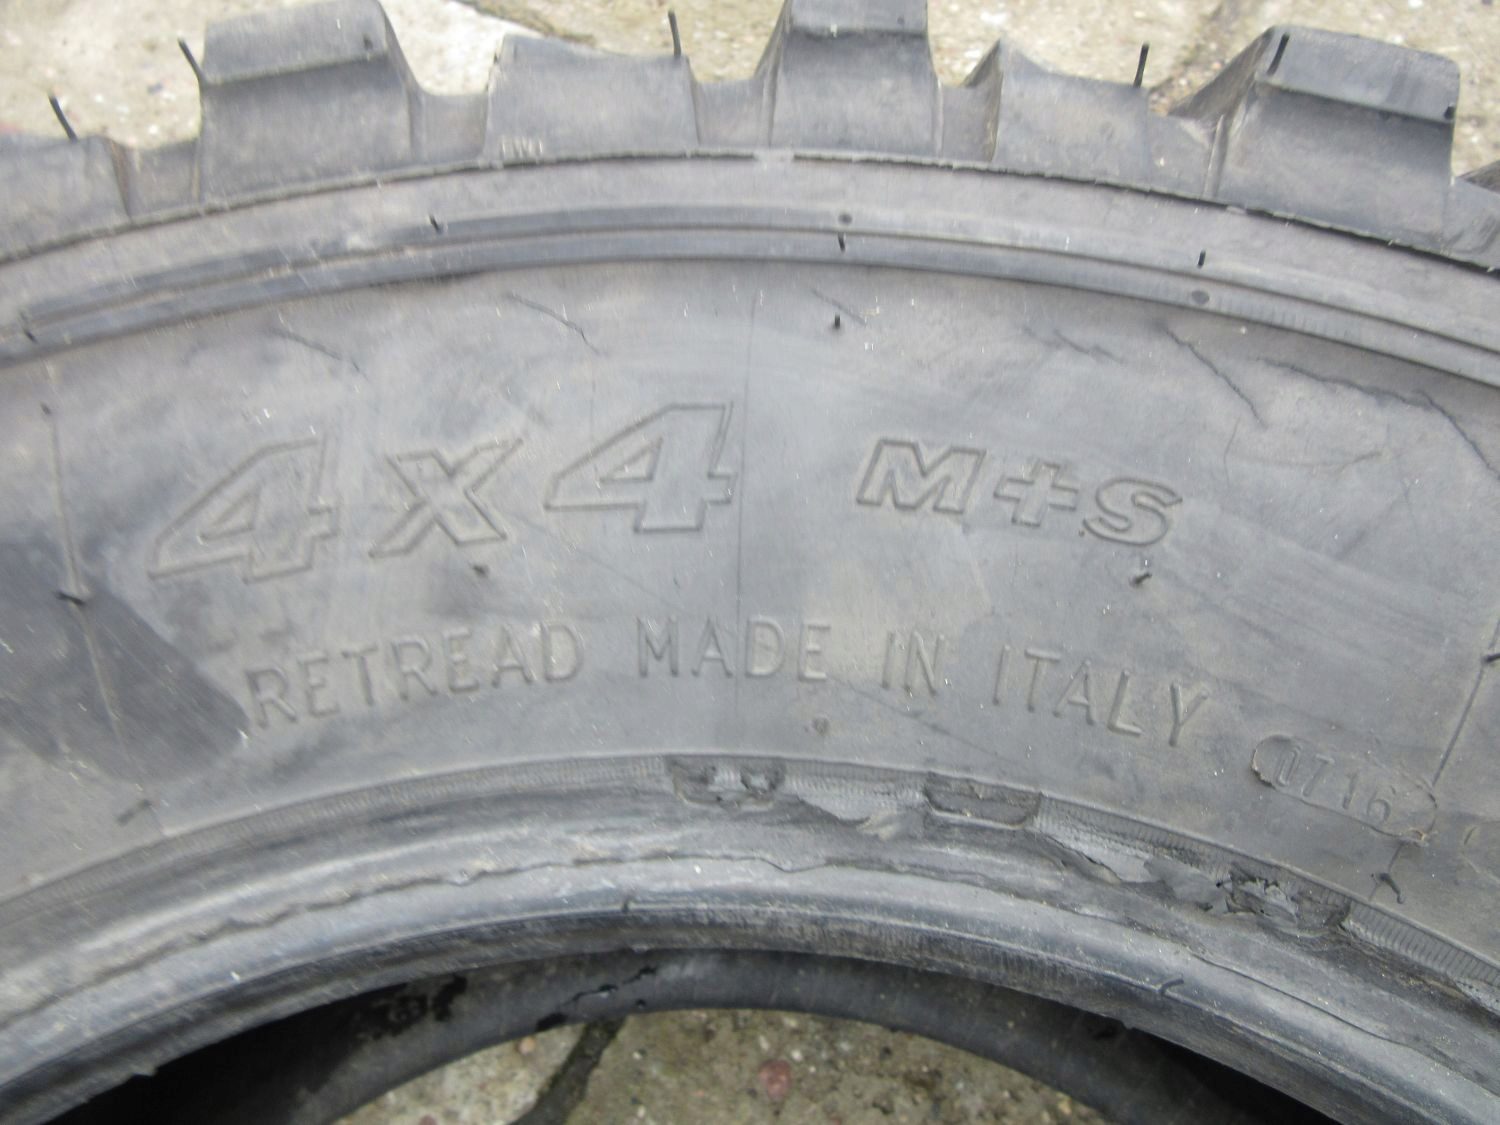 4x4 M+S
RETREAD MADE IN ITALY
0716